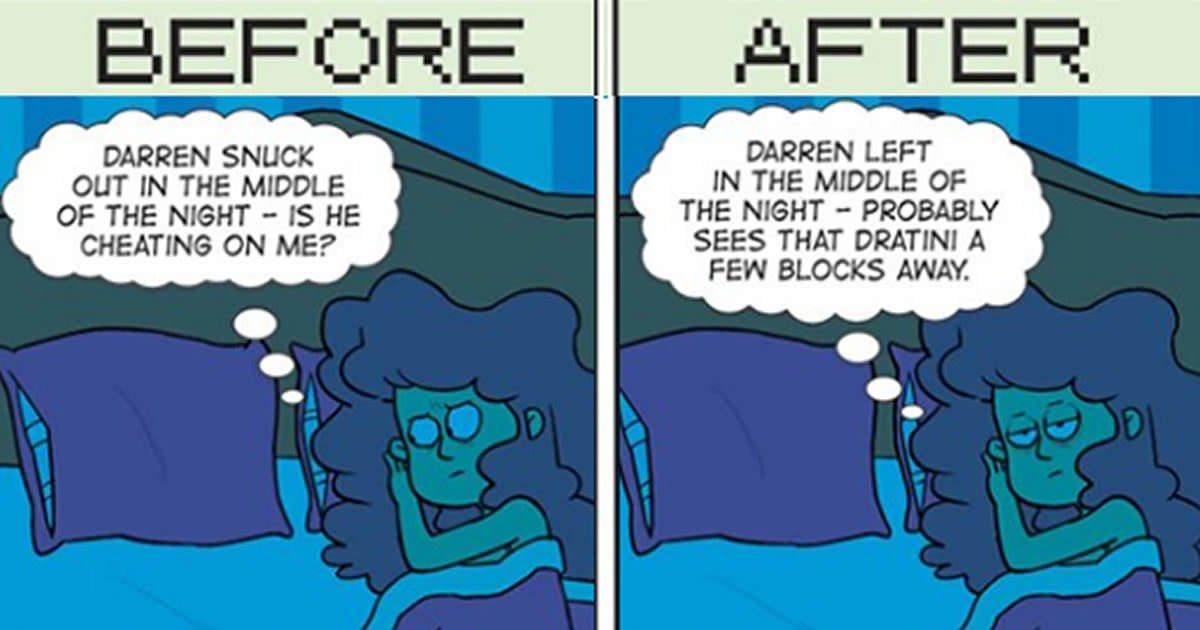 BEFORE
DARREN SNUCK
OUT IN THE MIDDLE
OF THE NIGHT – IS HE
CHEATING ON ME?
AFTER
DARREN LEFT
IN THE MIDDLE OF
THE NIGHT – PROBABLY
SEES THAT DRATINI A
FEW BLOCKS AWAY.